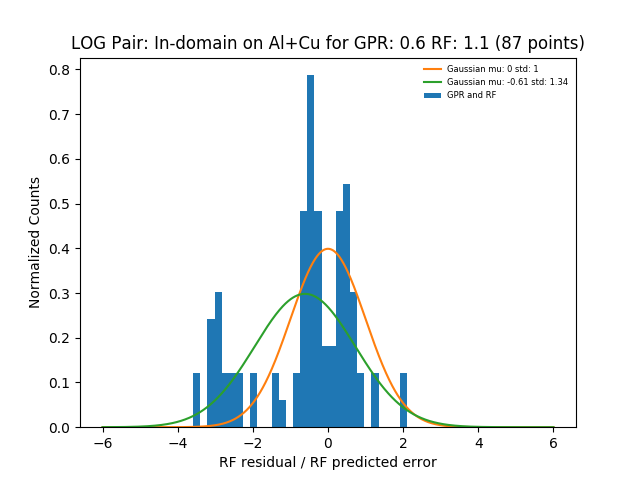 LOG Pair: In-domain on Al+Cu for GPR: 0.6 RF: 1.1 (87 points)
Gaussian mu: 0 std: 1
Gaussian mu: -0.61 std: 1.34
GPR and RF
Normalized Counts
0.8
0.7
0.6
0.5
0.4
0.3
0.2
0.1
0.0
−6 −4 −2 0 2 4 6
RF residual / RF predicted error